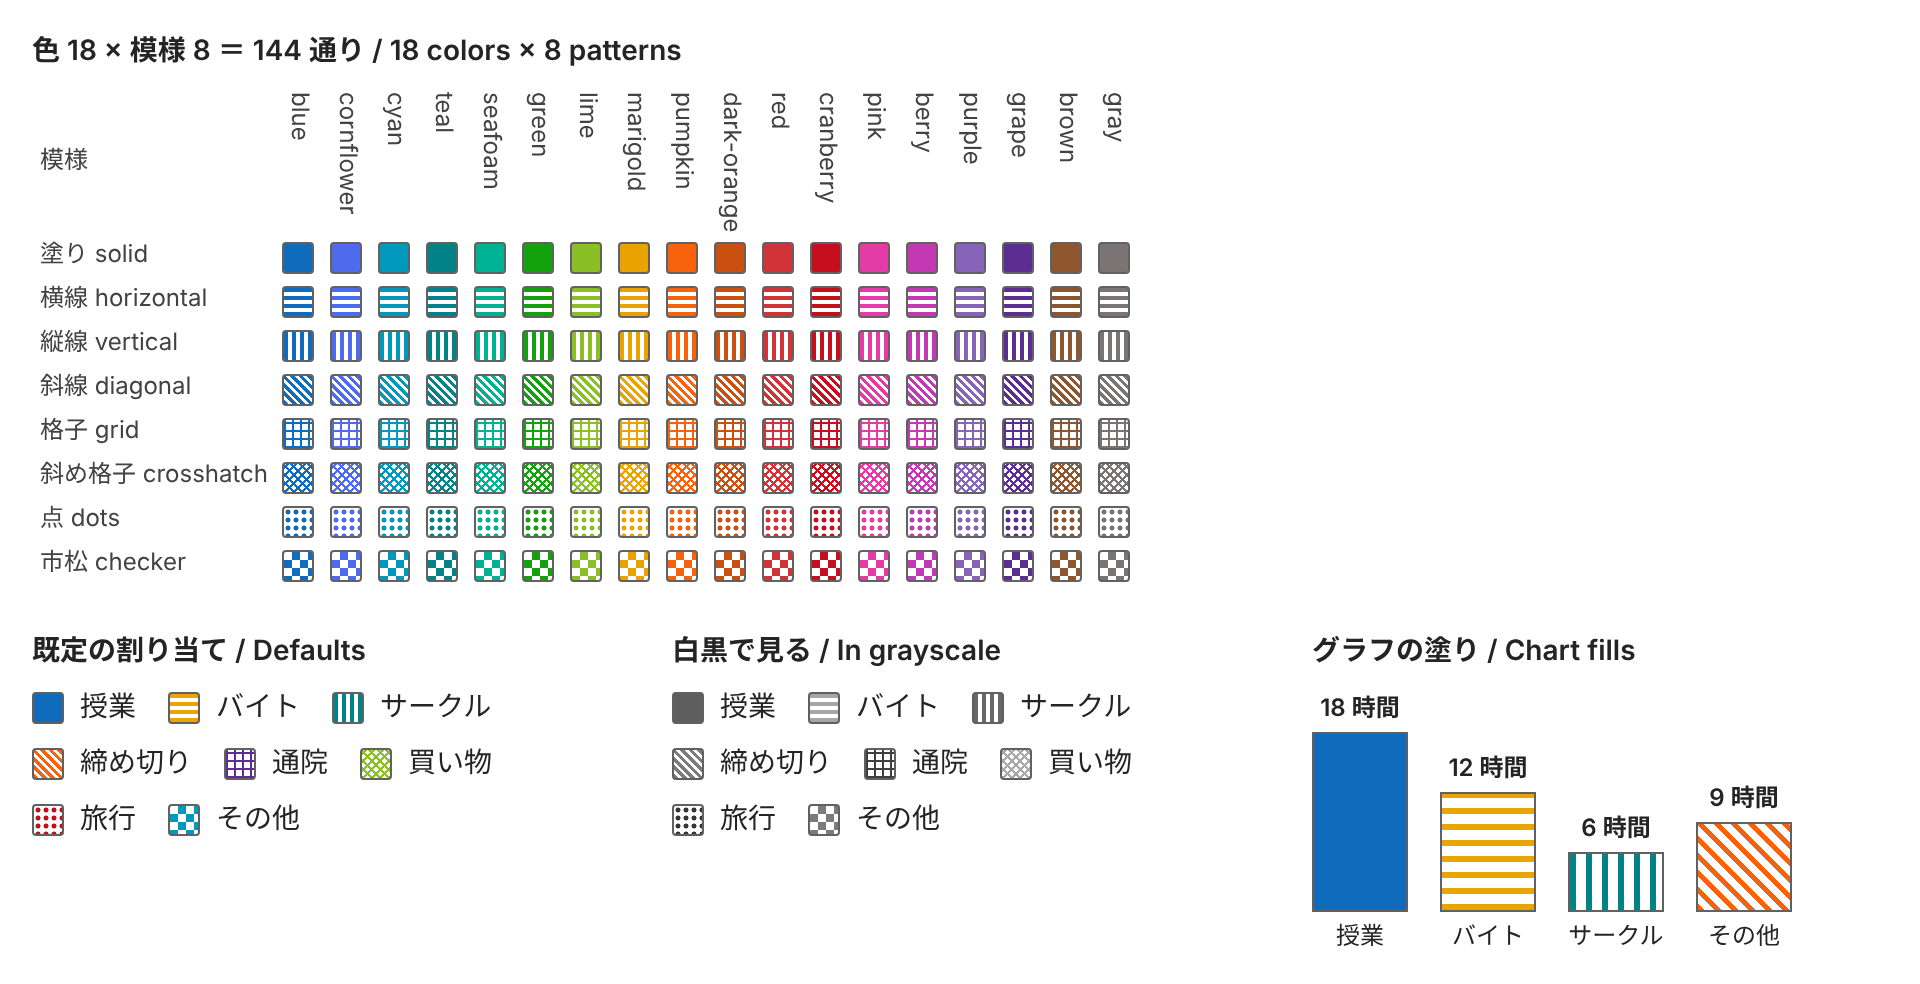 色 18 × 模様 8 ＝ 144 通り / 18 colors × 8 patterns
模様
blue
cornflower
cyan
teal
seafoam
green
lime
marigold
pumpkin
dark-orange
red
cranberry
pink
berry
purple
grape
brown
gray
塗り solid
横線 horizontal
縦線 vertical
斜線 diagonal
格子 grid
斜め格子 crosshatch
点 dots
市松 checker
既定の割り当て / Defaults
授業 バイト サークル
締め切り 通院 買い物
旅行 その他
白黒で見る / In grayscale
授業 バイト サークル
締め切り 通院 買い物
旅行 その他
グラフの塗り / Chart fills
18 時間
12 時間
6 時間
9 時間
授業 バイト サークル その他